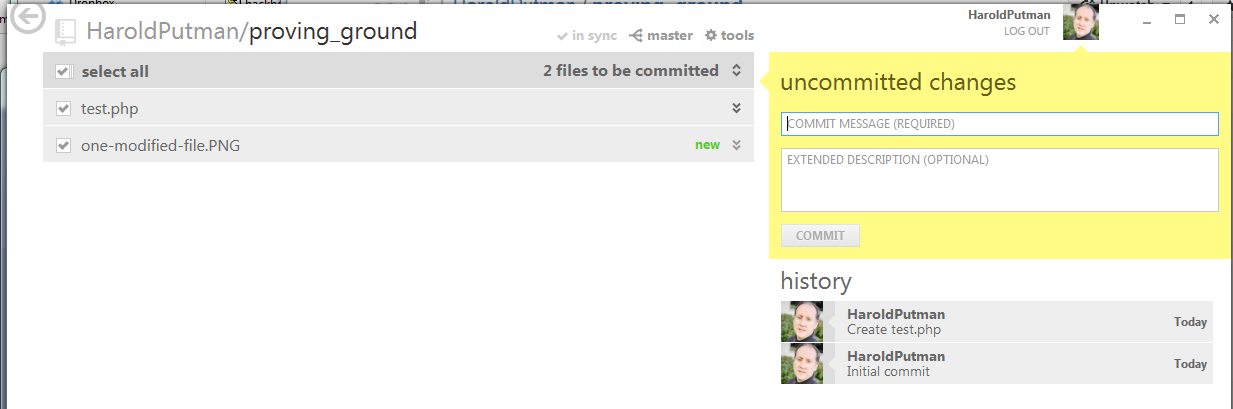 HaroldPutman/proving_ground
in sync
master
tools
HaroldPutman
LOG OUT
select all
2 files to be committed
test.php
one-modified-file.PNG
new
uncommitted changes
COMMIT MESSAGE (REQUIRED)
EXTENDED DESCRIPTION (OPTIONAL)
COMMIT
history
HaroldPutman
Create test.php
Today
HaroldPutman
Initial commit
Today